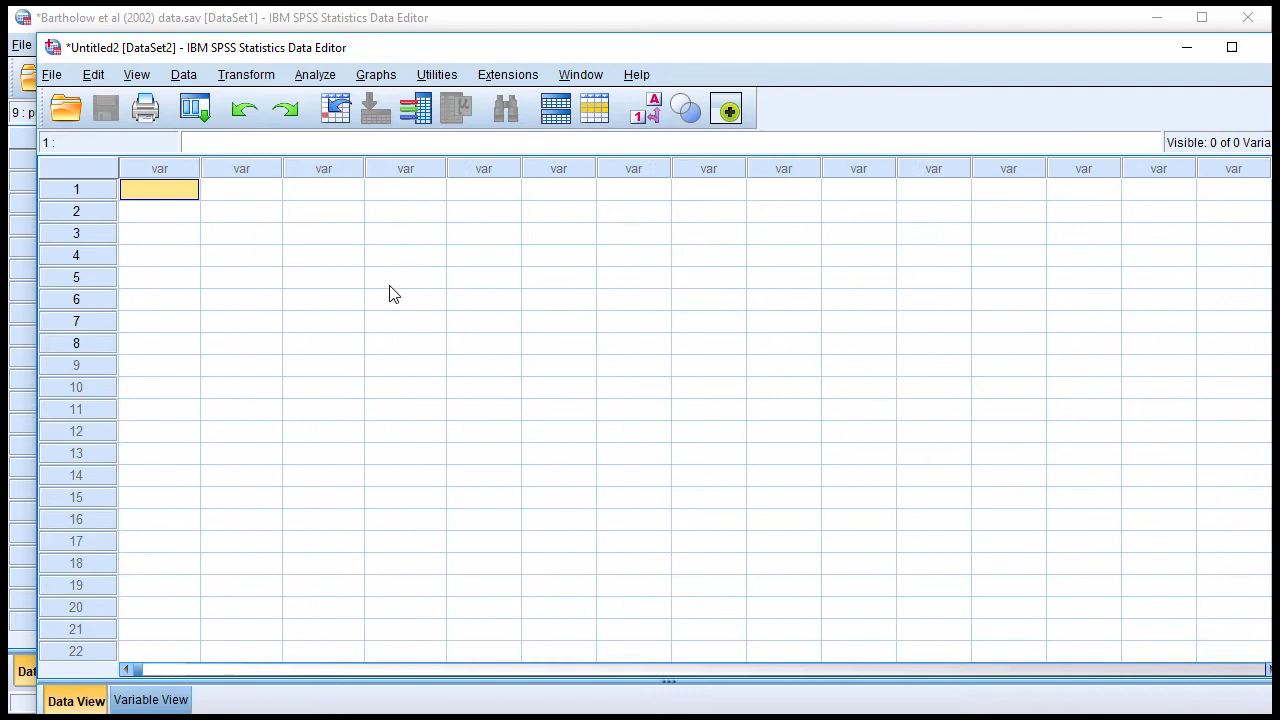 *Bartholow et al (2002) data.sav [DataSet1] - IBM SPSS Statistics Data Editor
File
*Untitled2 [DataSet2] - IBM SPSS Statistics Data Editor
File Edit View Data Transform Analyze Graphs Utilities Extensions Window Help
9 : p
1 A
1 :
Visible: 0 of 0 Varia
var var var var var var var var var var var var var var var
1
2
3
4
5
6
7
8
9
10
11
12
13
14
15
16
17
18
19
20
21
22
Dat
Data View Variable View